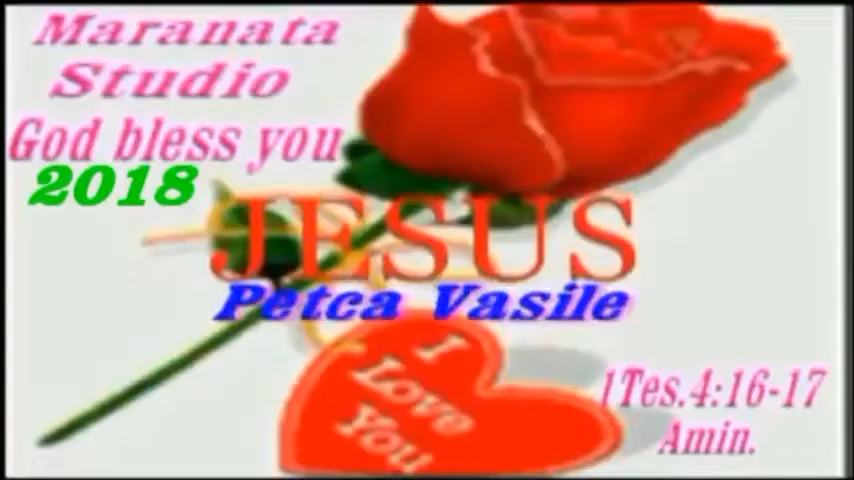 Maranata
Studio
God bless you
2018
JESUS
Petca Vasile
I
Love
You
1Tes.4:16-17
Amin.